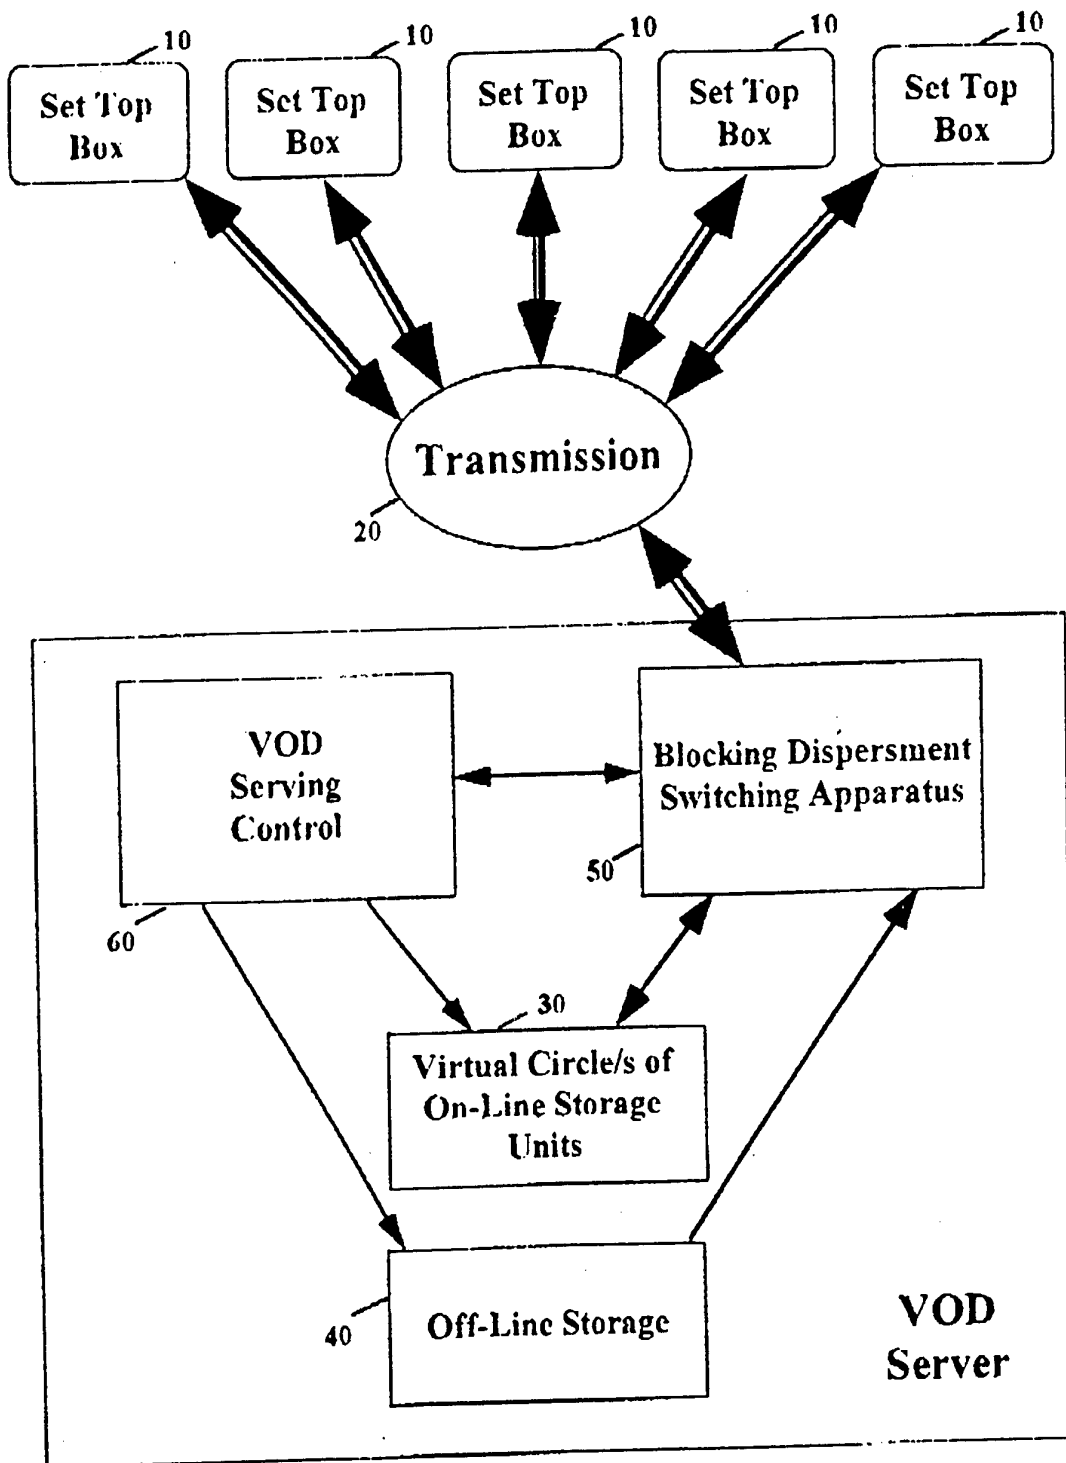 10
10
10
10
10
Set Top
Box
Set Top
Box
Set Top
Box
Set Top
Box
Set Top
Box
Transmission
20
VOD
Serving
Control
Blocking Dispersment
Switching Apparatus
50
60
30
Virtual Circle/s of
On-Line Storage
Units
40
Off-Line Storage
VOD
Server